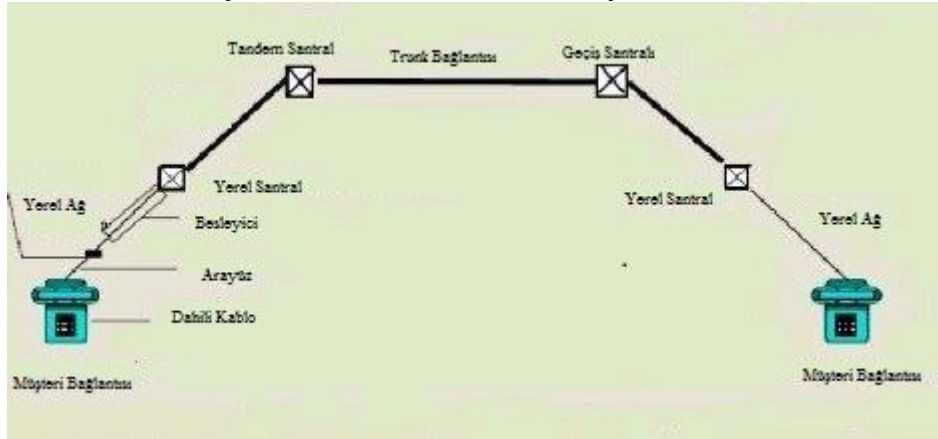 Tandem Santral
Trunk Bağlantısı
Geçiş Santralı
Yerel Santral
Yerel Ağ
Besleyici
Arayüz
Dahili Kablo
Müşteri Bağlantısı
Yerel Santral
Yerel Ağ
Müşteri Bağlantısı